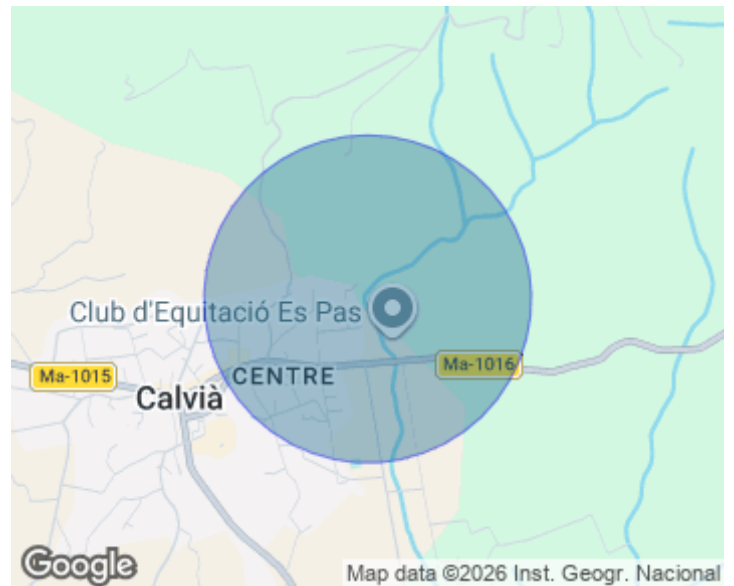 Club d'Equitació Es Pas
Ma-1016
Ma-1015
CENTRE
Calvià
Google
Map data ©2026 Inst. Geogr. Nacional